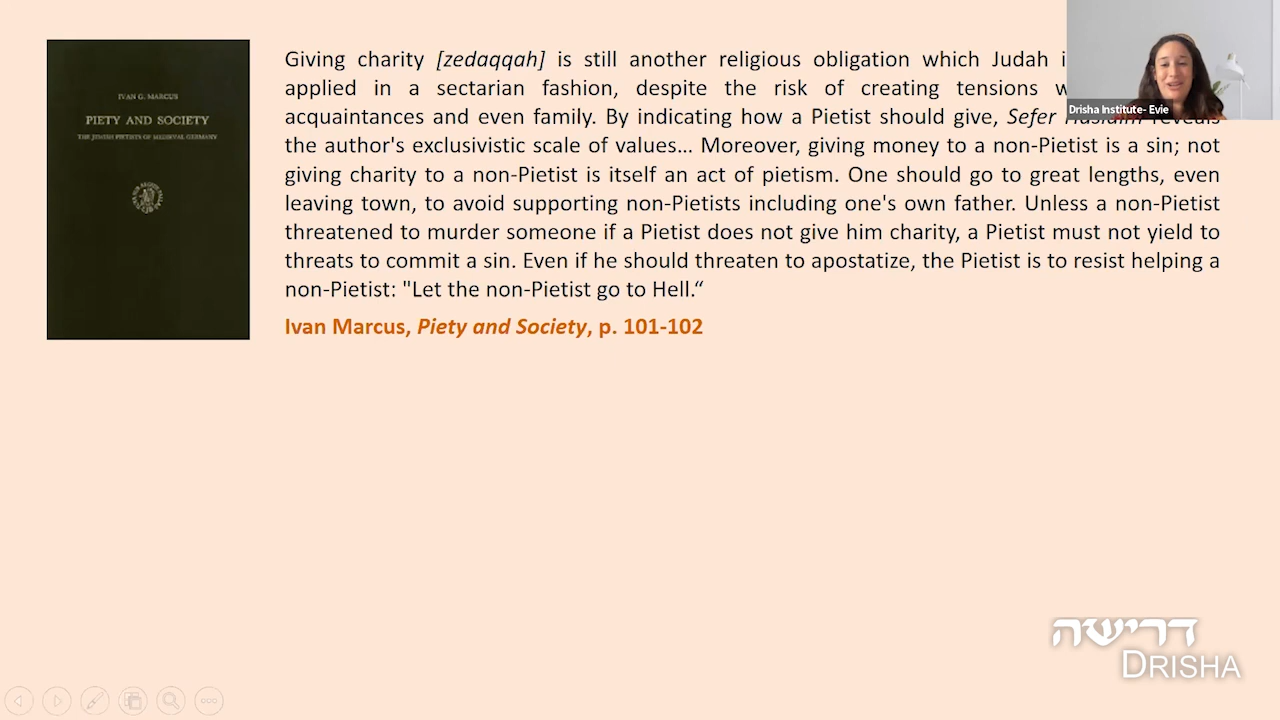 IVAN G. MARCUS
PIETY AND SOCIETY
THE JEWISH PIETISTS OF MEDIEVAL GERMANY
Giving charity [zedaqqah] is still another religious obligation which Judah
applied in a sectarian fashion, despite the risk of creating tensions
acquaintances and even family. By indicating how a Pietist should give, Sefer
the author's exclusivistic scale of values... Moreover, giving money to a non-Pietist is a sin; not
giving charity to a non-Pietist is itself an act of pietism. One should go to great lengths, even
leaving town, to avoid supporting non-Pietists including one's own father. Unless a non-Pietist
threatened to murder someone if a Pietist does not give him charity, a Pietist must not yield to
threats to commit a sin. Even if he should threaten to apostatize, the Pietist is to resist helping a
non-Pietist: "Let the non-Pietist go to Hell.“
Ivan Marcus, Piety and Society, p. 101-102
Drisha Institute- Evie
דרישה
DRISHA